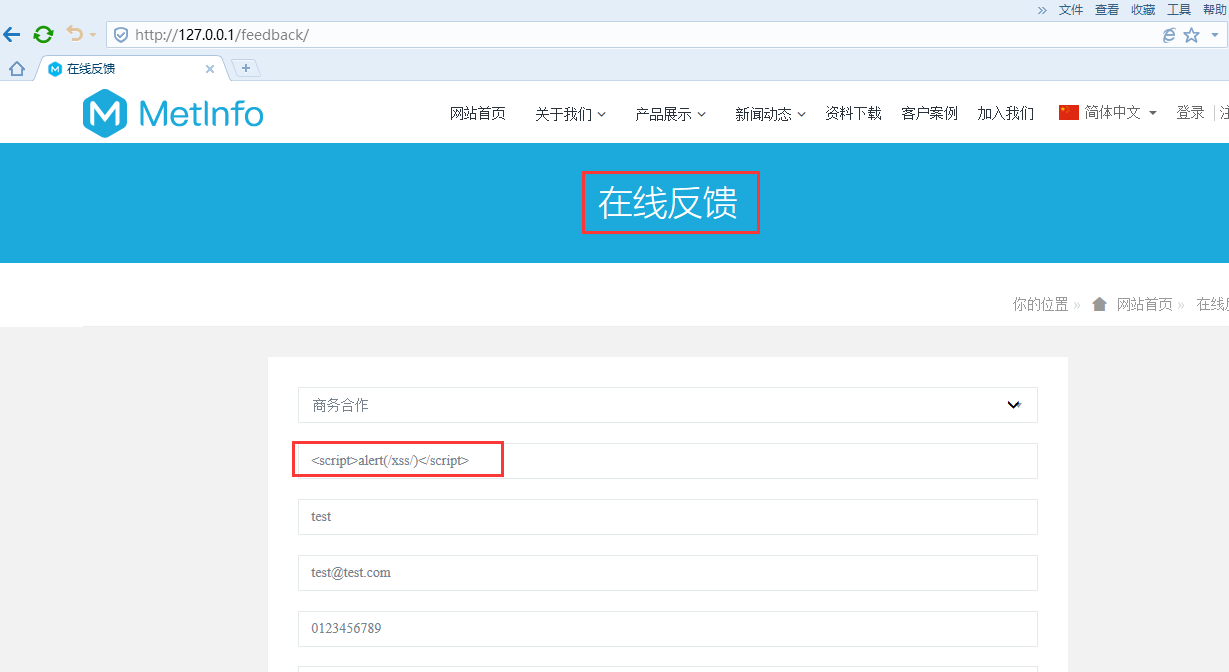 » 文件 查看 收藏 工具 帮助
http://127.0.0.1/feedback/
在线反馈
MetInfo 网站首页 关于我们 产品展示 新闻动态 资料下载 客户案例 加入我们 简体中文 登录 注
在线反馈
你的位置 » 网站首页 » 在线
商务合作
<script>alert(/xss/)</script>
test
test@test.com
0123456789